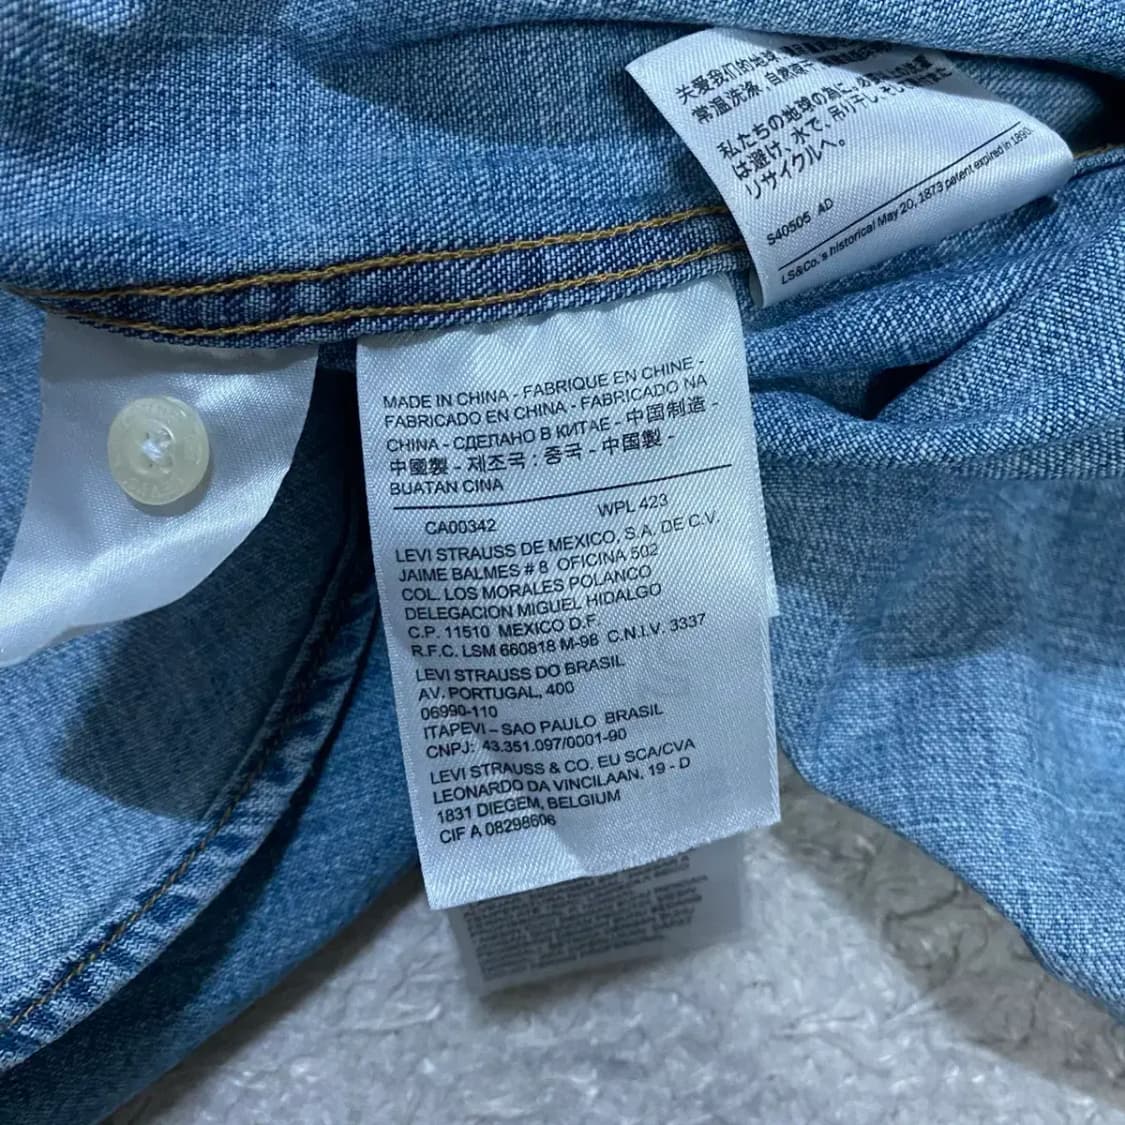 关爱我们的地球,
常温洗涤,自然晾干
私たちの地球の為に,必
は避け、水で、吊り干し、そし
リサイクルへ。
S40505 AD
LS&Co.'s historical May 20, 1873 patent expired in 1890.
MADE IN CHINA - FABRIQUE EN CHINE -
FABRICADO EN CHINA - FABRICADO NA
CHINA - СДЕЛАНО В КИТАЕ - 中国制造 -
中國製 - 제조국 : 중국 - 中国製 -
BUATAN CINA
CA00342 WPL 423
LEVI STRAUSS DE MEXICO, S.A. DE C.V.
JAIME BALMES # 8 OFICINA 502
COL. LOS MORALES POLANCO
DELEGACION MIGUEL HIDALGO
C.P. 11510 MEXICO D.F.
R.F.C. LSM 660818 M-98 C.N.I.V. 3337
LEVI STRAUSS DO BRASIL
AV. PORTUGAL, 400
06990-110
ITAPEVI – SAO PAULO BRASIL
CNPJ: 43.351.097/0001-90
LEVI STRAUSS & CO. EU SCA/CVA
LEONARDO DA VINCILAAN, 19 - D
1831 DIEGEM, BELGIUM
CIF A 08298606